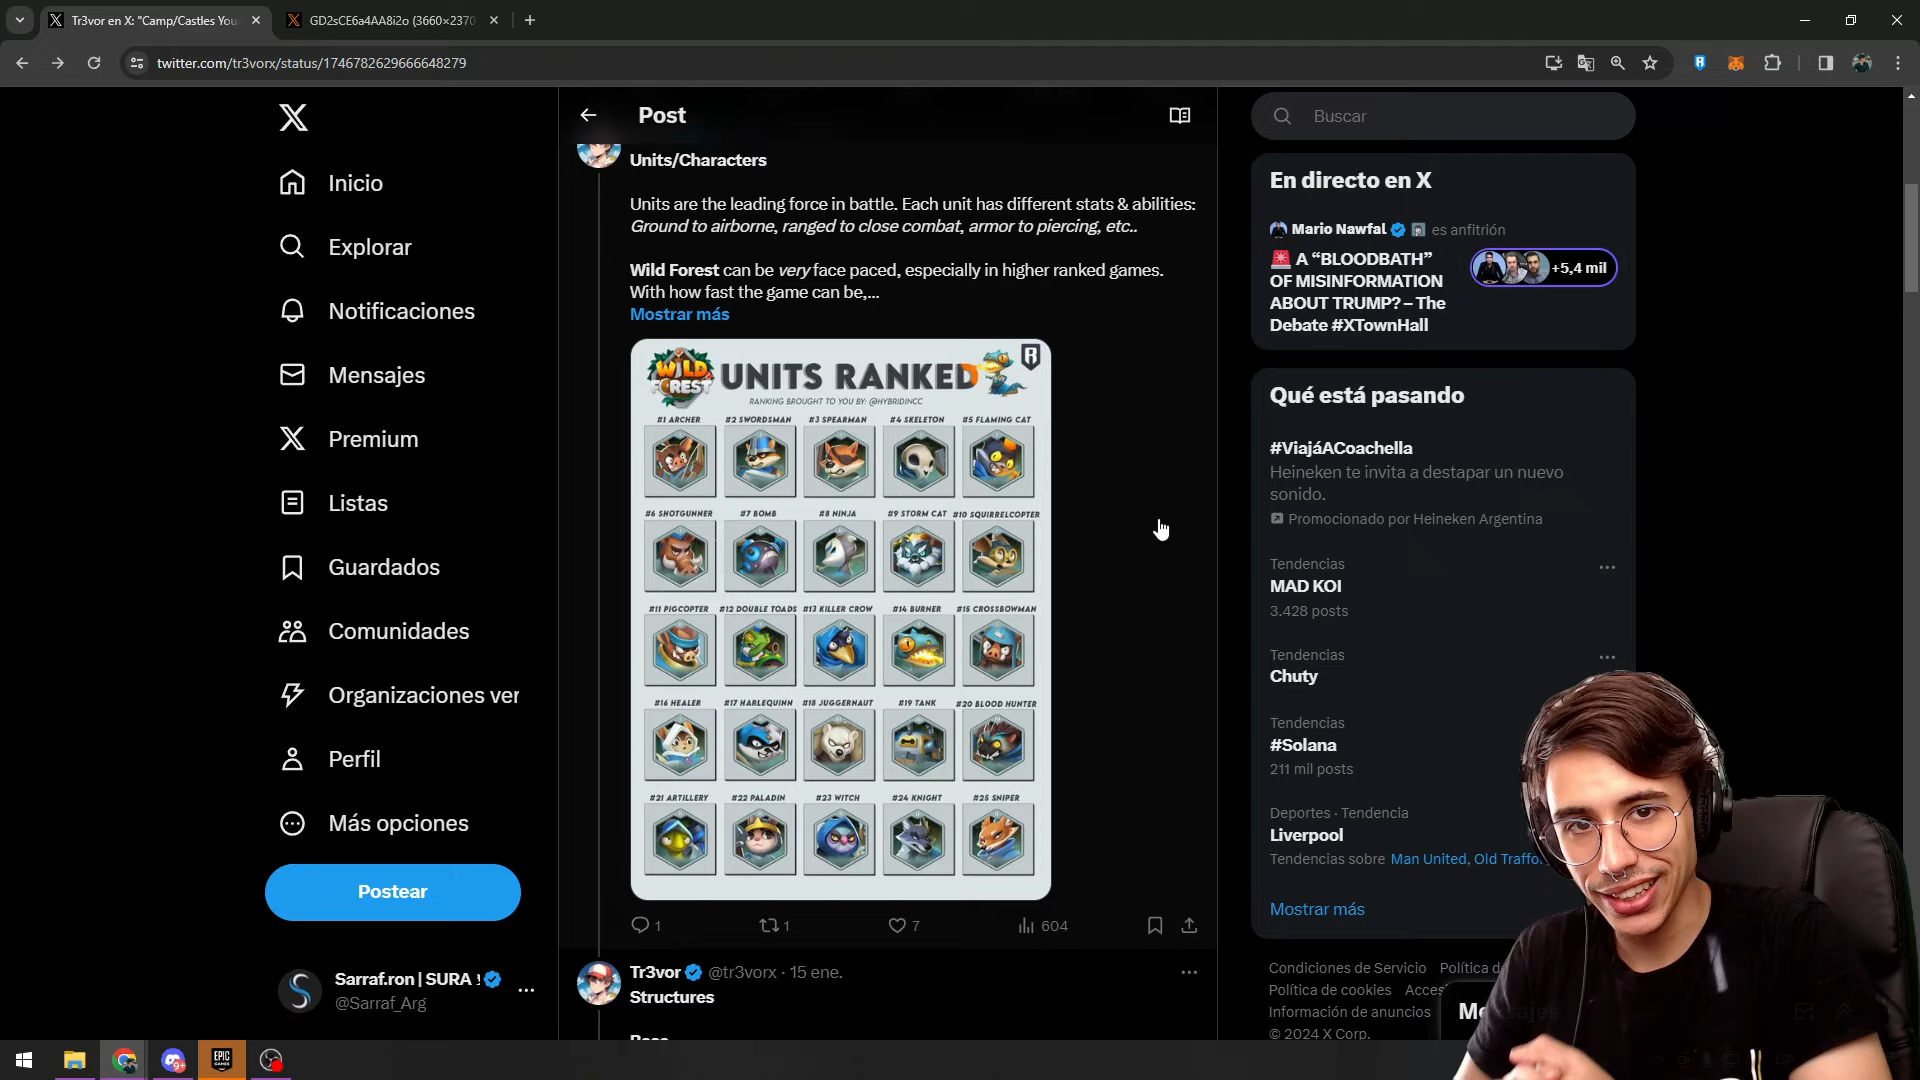 Tr3vor en X: "Camp/Castles You
GD2sCE6a4AA8i2o (3660×2370
twitter.com/tr3vorx/status/1746782629666648279
Inicio
Explorar
Notificaciones
Mensajes
Premium
Listas
Guardados
Comunidades
Organizaciones ver
Perfil
Más opciones
Postear
Sarraf.ron | SURA
@Sarraf_Arg
Post
Units/Characters
Units are the leading force in battle. Each unit has different stats & abilities:
Ground to airborne, ranged to close combat, armor to piercing, etc..
Wild Forest can be very face paced, especially in higher ranked games.
With how fast the game can be,...
Mostrar más
WILD FOREST
UNITS RANKED
RANKING BROUGHT TO YOU BY: @HYBRIDINCC
#1 ARCHER #2 SWORDSMAN #3 SPEARMAN #4 SKELETON #5 FLAMING CAT
#6 SHOTGUNNER #7 BOMB #8 NINJA #9 STORM CAT #10 SQUIRRELCOPTER
#11 PIGCOPTER #12 DOUBLE TOADS #13 KILLER CROW #14 BURNER #15 CROSSBOWMAN
#16 HEALER #17 HARLEQUINN #18 JUGGERNAUT #19 TANK #20 BLOOD HUNTER
#21 ARTILLERY #22 PALADIN #23 WITCH #24 KNIGHT #25 SNIPER
1 1 7 604
Tr3vor @tr3vorx · 15 ene.
Structures
Buscar
En directo en X
Mario Nawfal es anfitrión
🚨 A “BLOODBATH”
OF MISINFORMATION
ABOUT TRUMP? – The
Debate #XTownHall
+5,4 mil
Qué está pasando
#ViajáACoachella
Heineken te invita a destapar un nuevo
sonido.
Promocionado por Heineken Argentina
Tendencias
MAD KOI
3.428 posts
Tendencias
Chuty
Tendencias
#Solana
211 mil posts
Deportes · Tendencia
Liverpool
Tendencias sobre Man United, Old Traffo
Mostrar más
Condiciones de Servicio Política d
Política de cookies Acces
Información de anuncios
© 2024 X Corp.
9+
EPIC GAMES